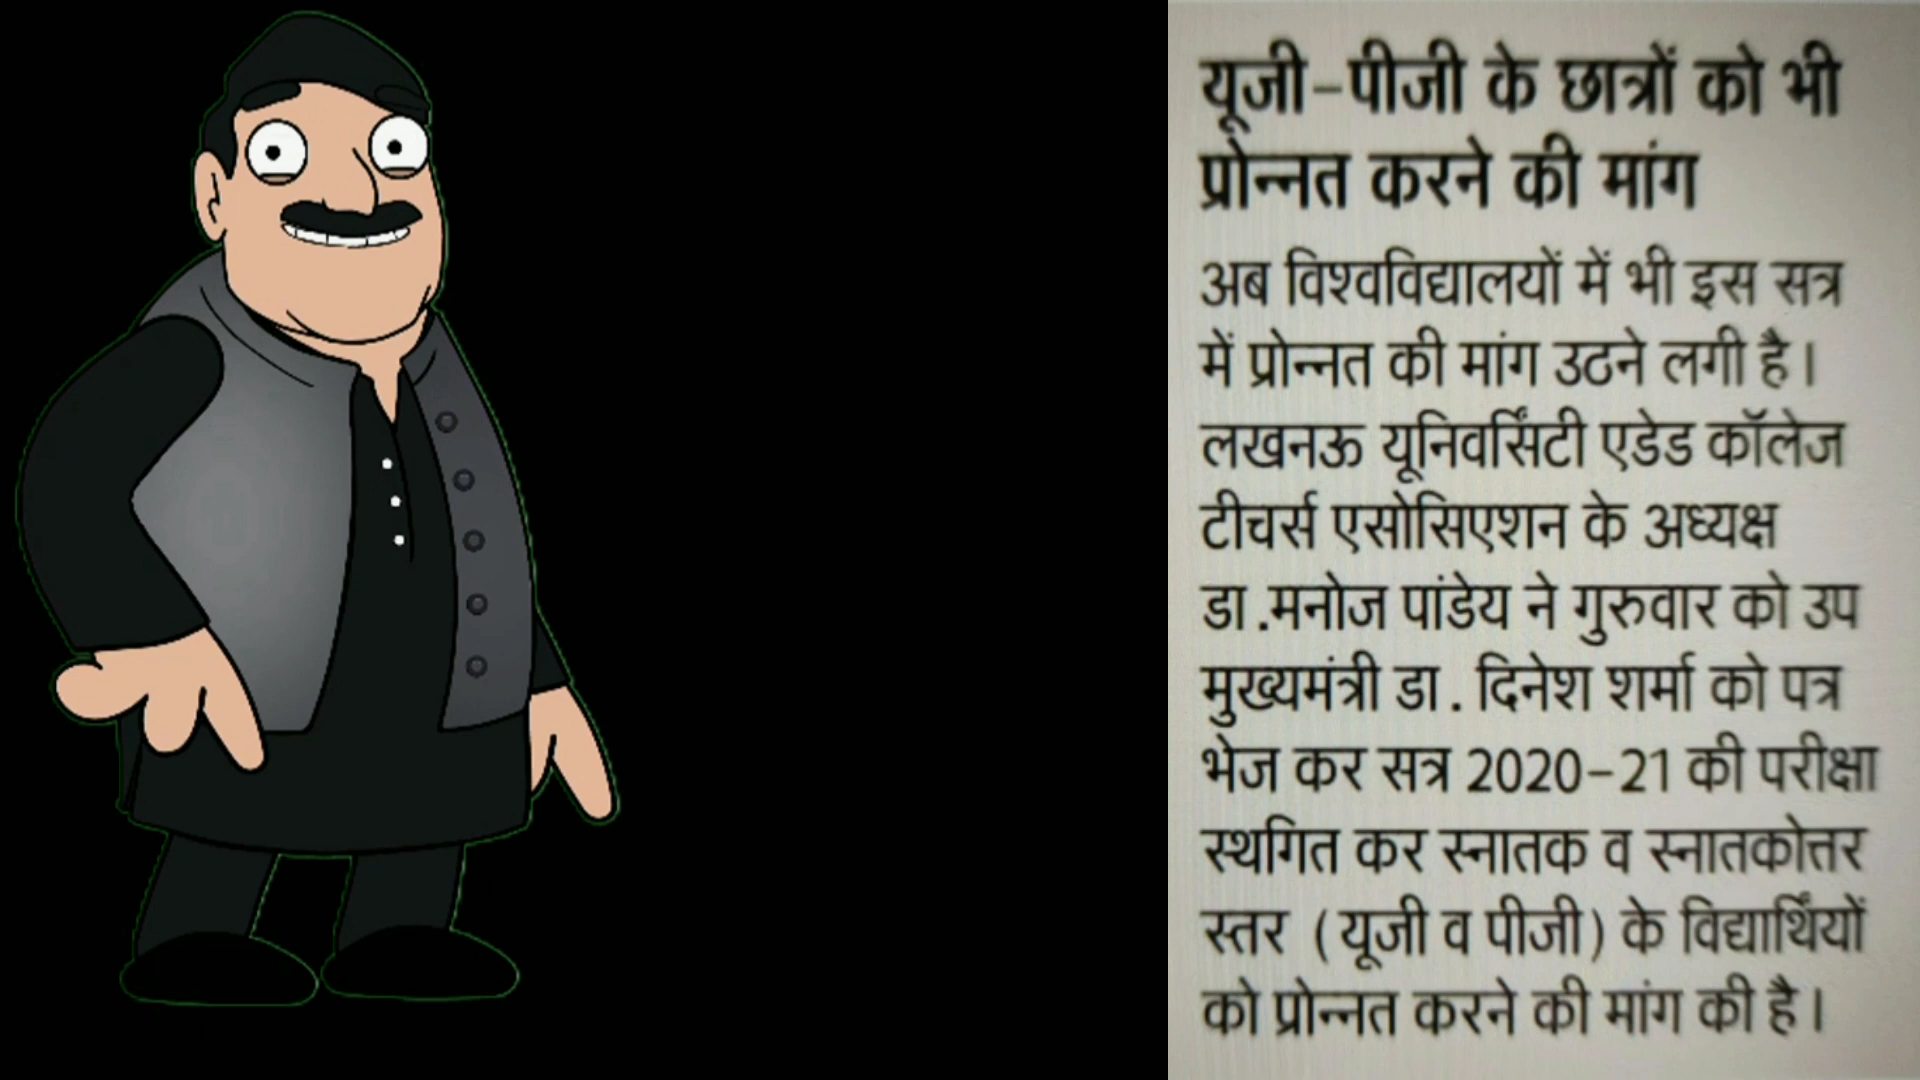 यूजी-पीजी के छात्रों को भी
प्रोन्नत करने की मांग
अब विश्वविद्यालयों में भी इस सत्र
में प्रोन्नत की मांग उटने लगी है।
लखनऊ यूनिवर्सिटी एडेड कॉलेज
टीचर्स एसोसिएशन के अध्यक्ष
डा.मनोज पांडेय ने गुरुवार को उप
मुख्यमंत्री डा. दिनेश शर्मा को पत्र
भेज कर सत्र 2020-21 की परीक्षा
स्थगित कर स्नातक व स्नातकोत्तर
स्तर (यूजी व पीजी) के विद्यार्थियों
को प्रोन्नत करने की मांग की है।